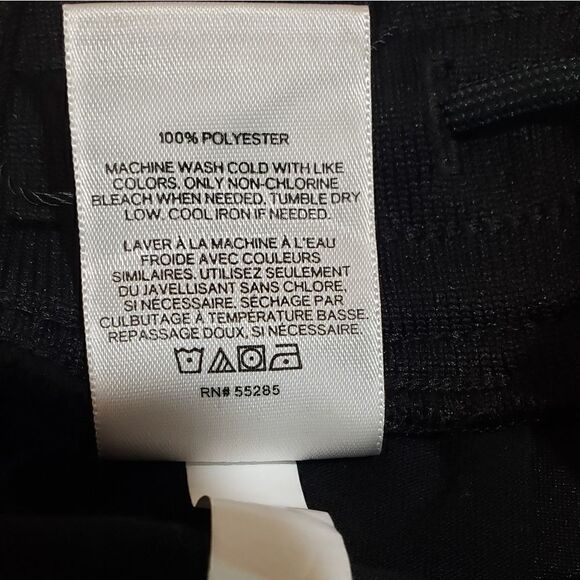 100% POLYESTER
MACHINE WASH COLD WITH LIKE
COLORS. ONLY NON-CHLORINE
BLEACH WHEN NEEDED. TUMBLE DRY
LOW. COOL IRON IF NEEDED.
LAVER À LA MACHINE À L'EAU
FROIDE AVEC COULEURS
SIMILAIRES. UTILISEZ SEULEMENT
DU JAVELLISANT SANS CHLORE,
SI NÉCESSAIRE. SÉCHAGE PAR
CULBUTAGE À TEMPÉRATURE BASSE.
REPASSAGE DOUX, SI NÉCESSAIRE.
RN# 55285